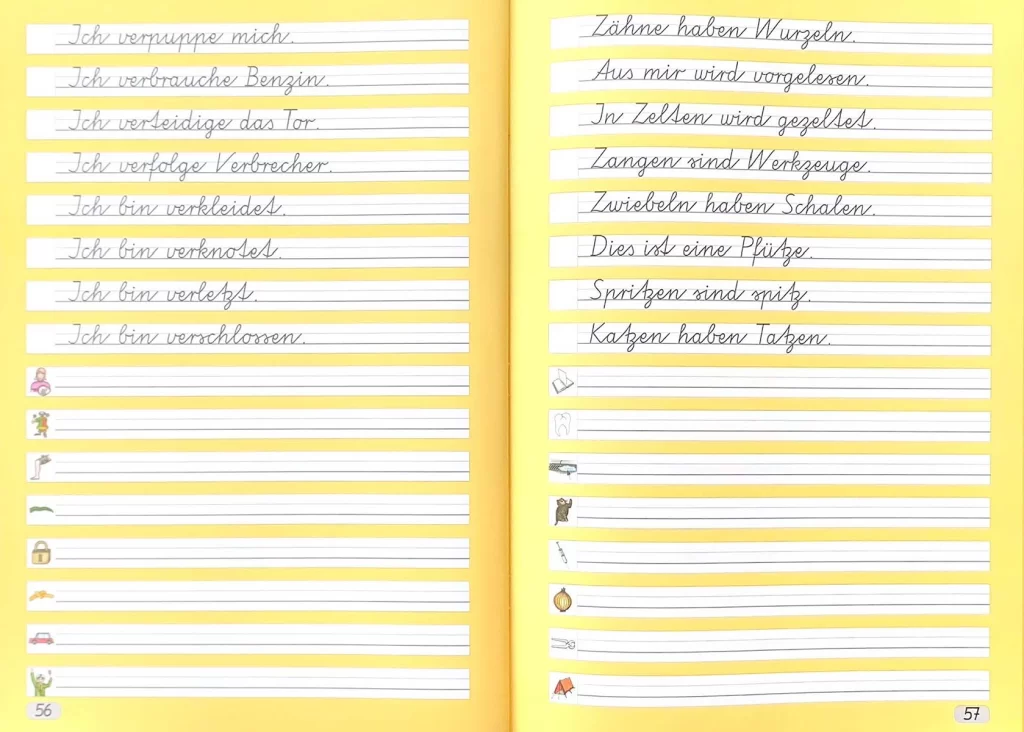 Ich verpuppe mich.
Ich verbrauche Benzin.
Ich verteidige das Tor.
Ich verfolge Verbrecher.
Ich bin verkleidet.
Ich bin verknotet.
Ich bin verletzt.
Ich bin verschlossen.
56
Zähne haben Wurzeln.
Aus mir wird vorgelesen.
In Zelten wird gezeltet.
Zangen sind Werkzeuge.
Zwiebeln haben Schalen.
Dies ist eine Pfütze.
Spritzen sind spitz.
Katzen haben Tatzen.
57